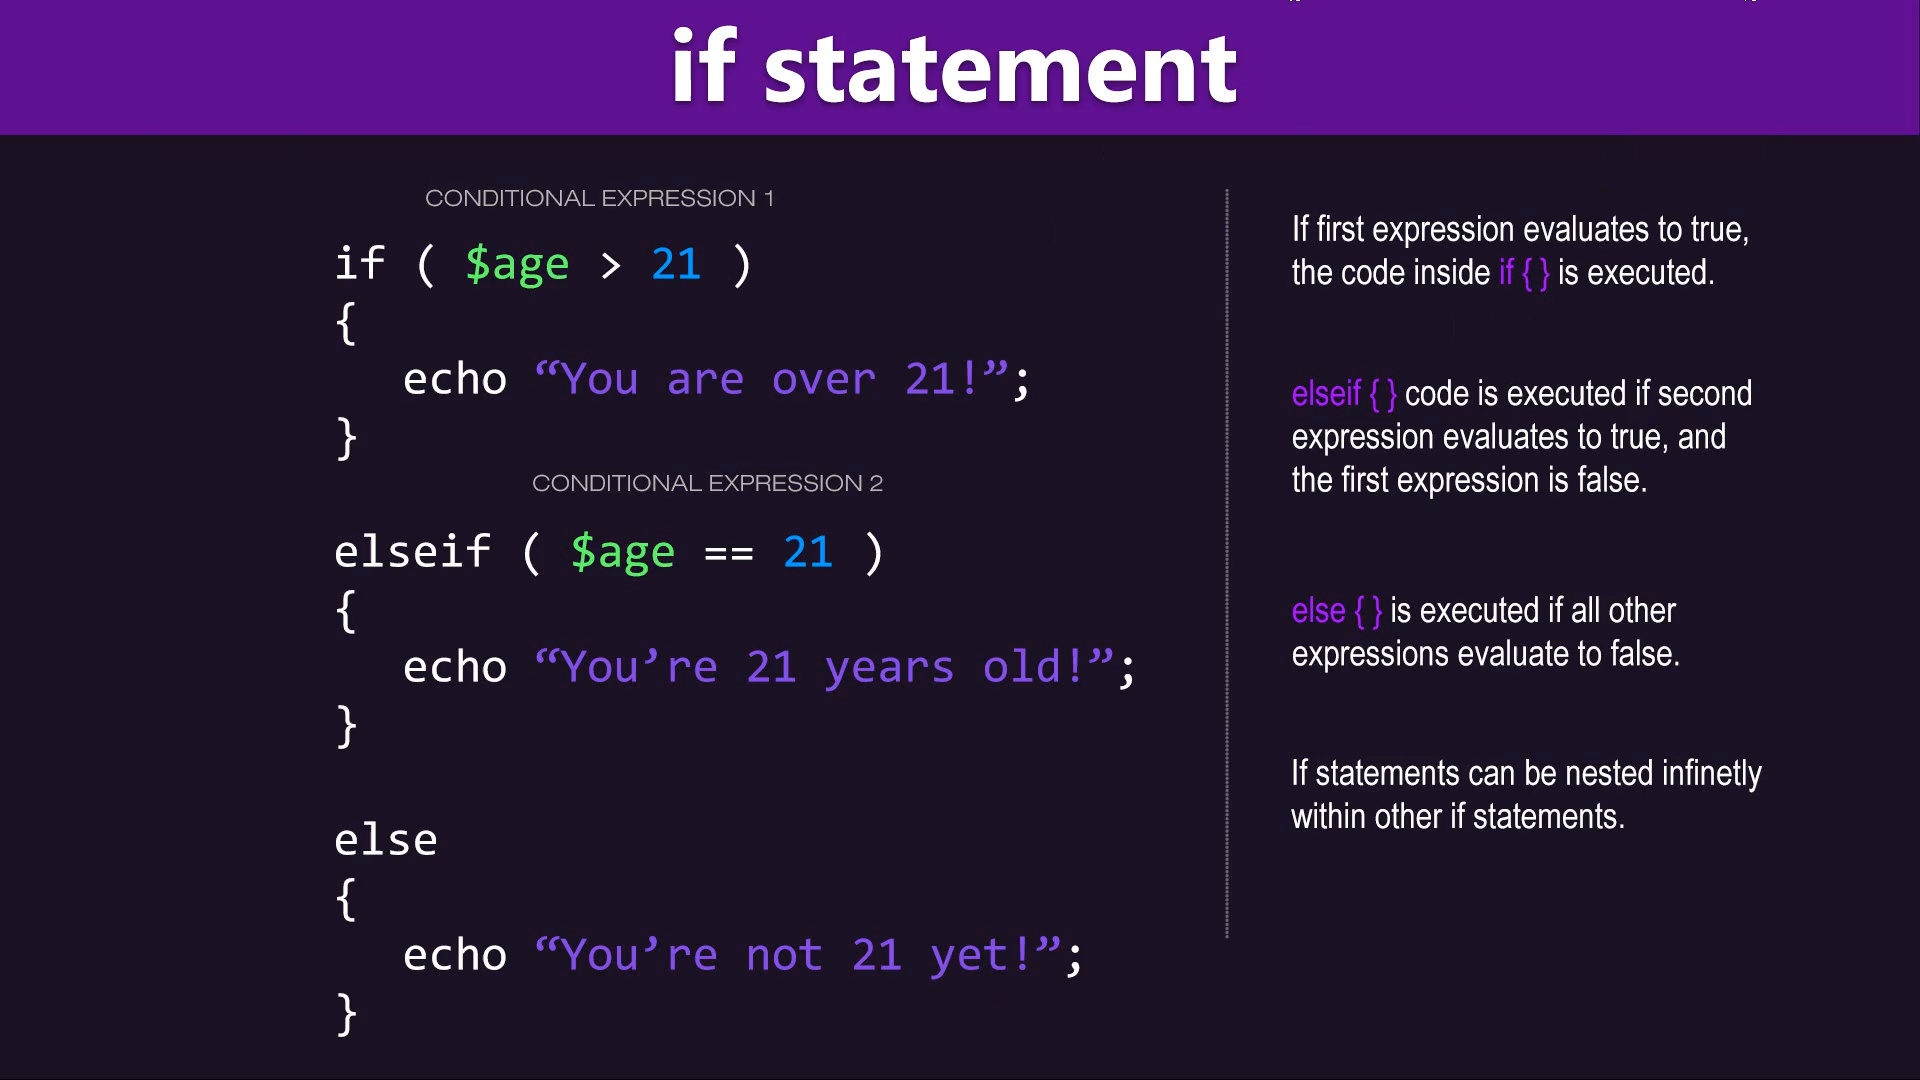 if statement
CONDITIONAL EXPRESSION 1
if ( $age > 21 )
{
echo “You are over 21!”;
}
CONDITIONAL EXPRESSION 2
elseif ( $age == 21 )
{
echo “You’re 21 years old!”;
}
else
{
echo “You’re not 21 yet!”;
}
If first expression evaluates to true,
the code inside if { } is executed.
elseif { } code is executed if second
expression evaluates to true, and
the first expression is false.
else { } is executed if all other
expressions evaluate to false.
If statements can be nested infinetly
within other if statements.